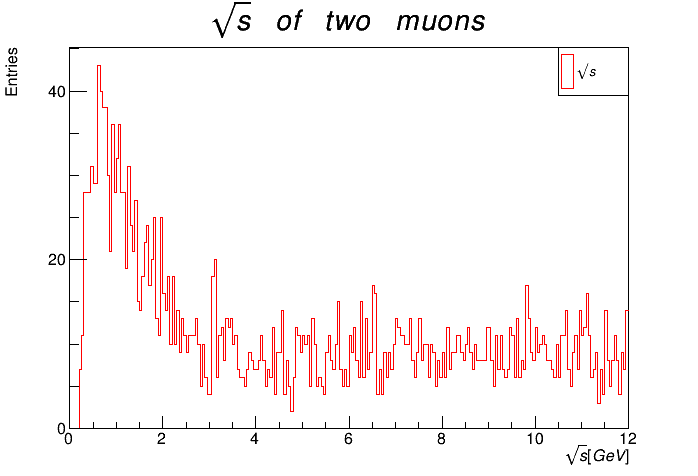 √s of two muons
Entries
√s
40
20
0
0 2 4 6 8 10 12
√s[GeV]